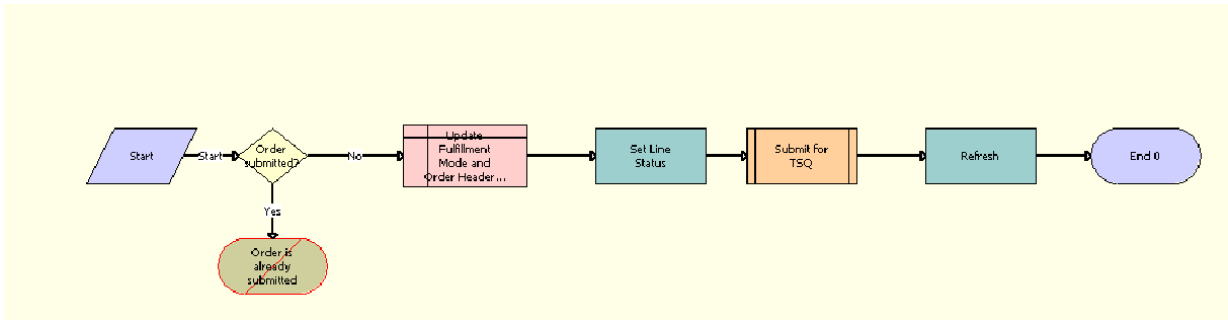 Start
Start
Order
submitted?
No
Update
Fulfillment
Mode and
Order Header...
Set Line
Status
Submit for
TSQ
Refresh
End 0
Yes
Order is
already
submitted